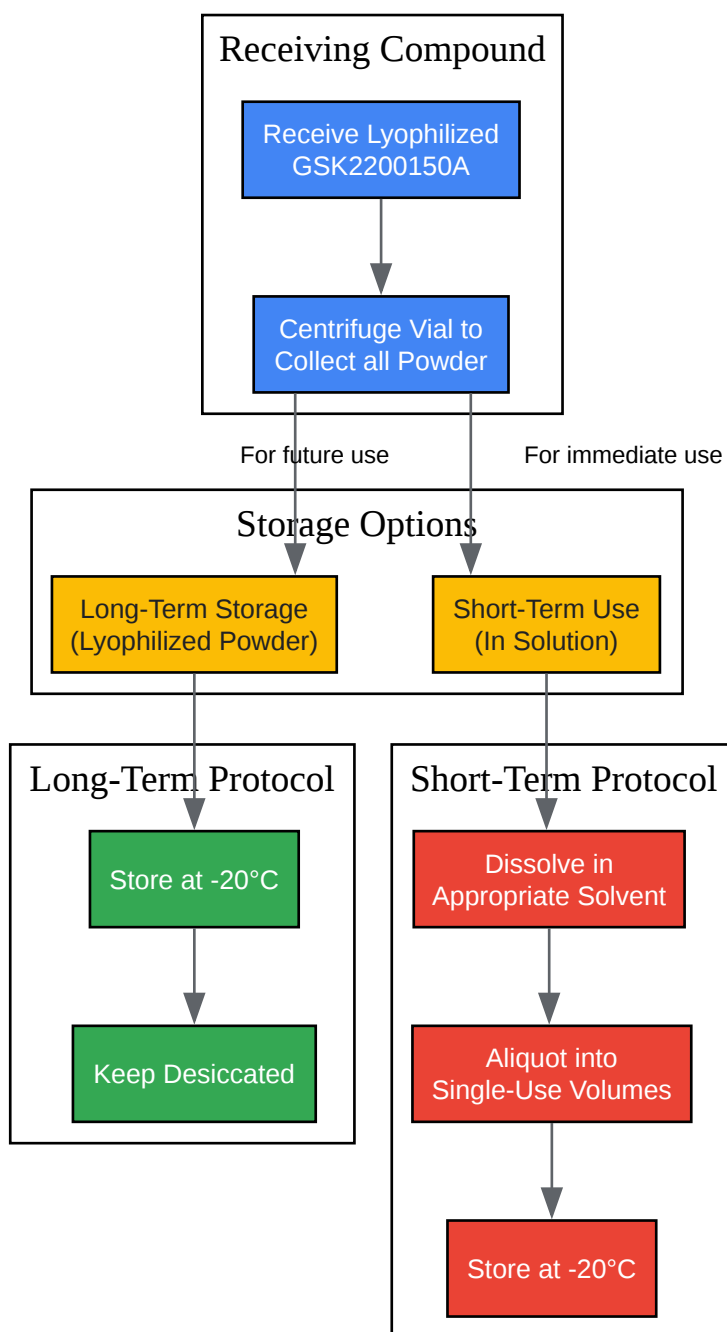 Receiving Compound
Receive Lyophilized
GSK2200150A
Centrifuge Vial to
Collect all Powder
For future use
For immediate use
Storage Options
Long-Term Storage
(Lyophilized Powder)
Short-Term Use
(In Solution)
Long-Term Protocol
Store at -20°C
Keep Desiccated
Short-Term Protocol
Dissolve in
Appropriate Solvent
Aliquot into
Single-Use Volumes
Store at -20°C